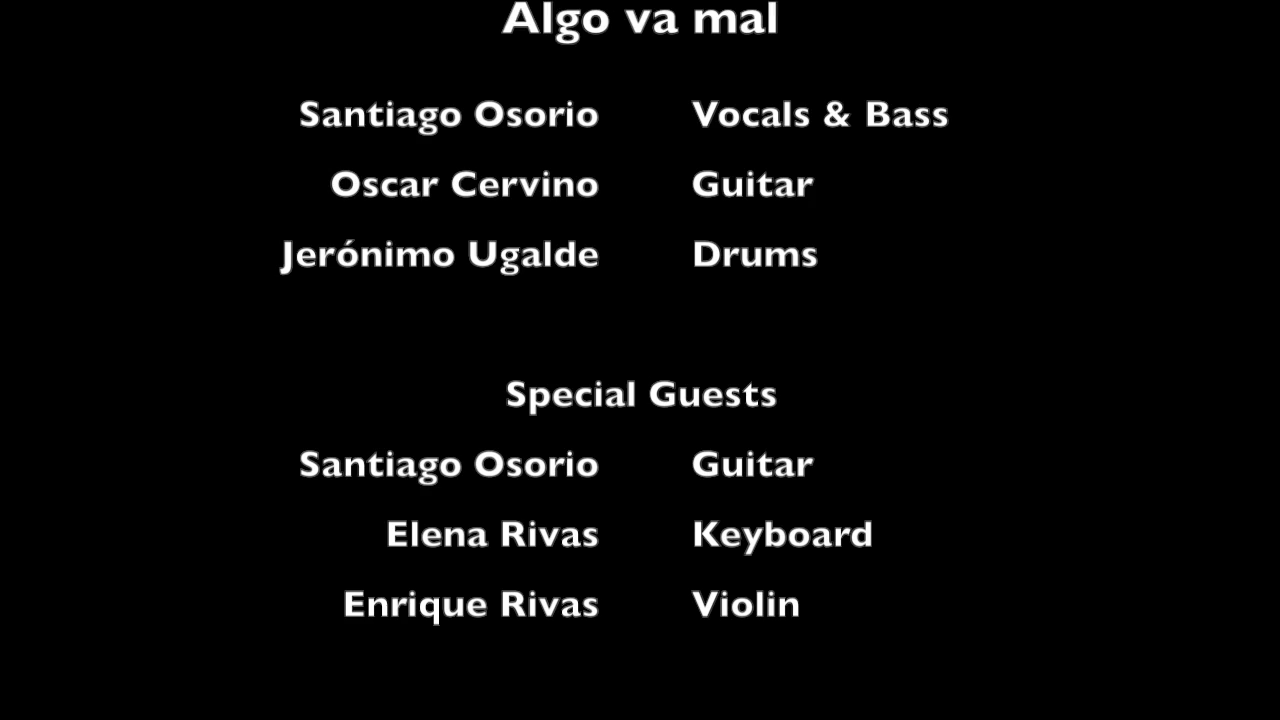 Algo va mal
Santiago Osorio Vocals & Bass
Oscar Cervino Guitar
Jerónimo Ugalde Drums
Special Guests
Santiago Osorio Guitar
Elena Rivas Keyboard
Enrique Rivas Violin